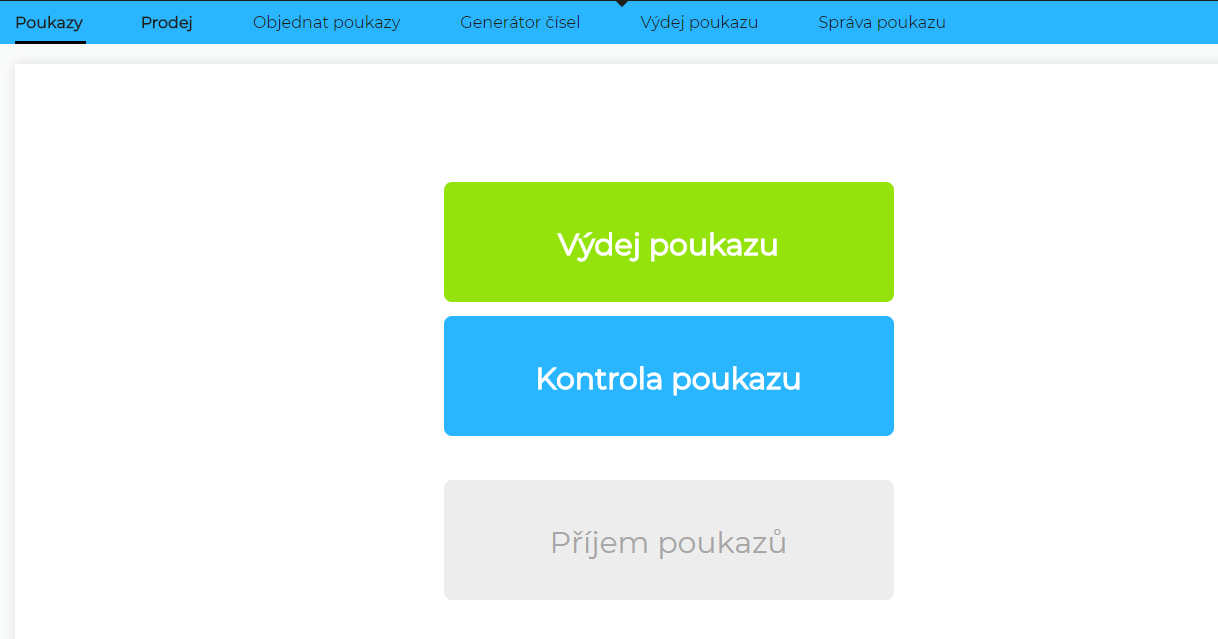 Poukazy Prodej Objednat poukazy Generátor čísel Výdej poukazu Správa poukazu
Výdej poukazu
Kontrola poukazu
Příjem poukazů